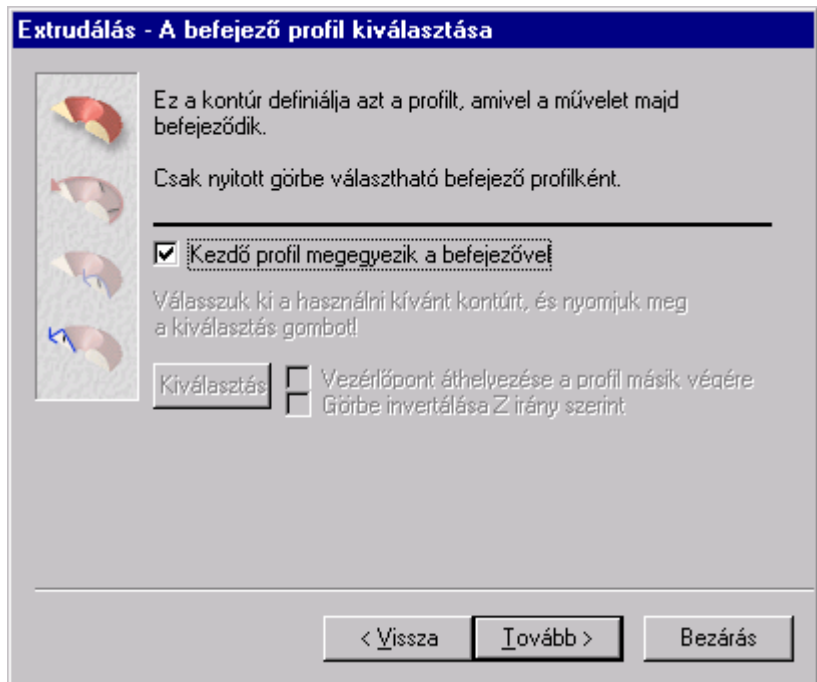 Extrudálás - A befejező profil kiválasztása
Ez a kontúr definiálja azt a profilt, amivel a művelet majd
befejeződik.
Csak nyitott görbe választható befejező profilként.
Kezdő profil megegyezik a befejezővel
Válasszuk ki a használni kívánt kontúrt, és nyomjuk meg
a kiválasztás gombot!
Kiválasztás
Vezérlőpont áthelyezése a profil másik végére
Görbe invertálása Z irány szerint
< Vissza
Tovább >
Bezárás